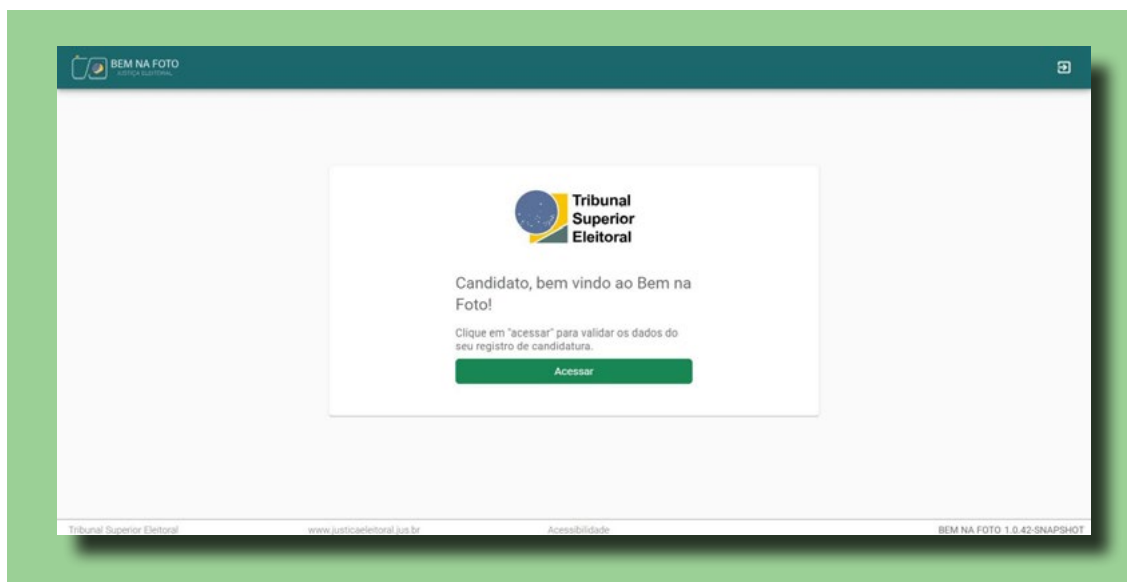 BEM NA FOTO
JUSTIÇA ELEITORAL
Tribunal
Superior
Eleitoral
Candidato, bem vindo ao Bem na
Foto!
Clique em "acessar" para validar os dados do
seu registro de candidatura.
Acessar
Tribunal Superior Eleitoral
www.justicaeleitoral.jus.br
Acessibilidade
BEM NA FOTO 1.0.42-SNAPSHOT